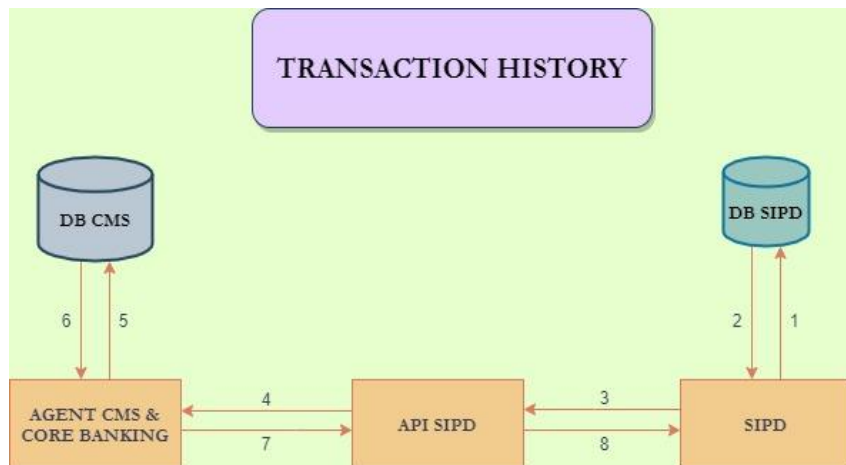 TRANSACTION HISTORY
DB CMS
DB SIPD
6
5
2
1
4
3
AGENT CMS &
CORE BANKING
API SIPD
SIPD
7
8